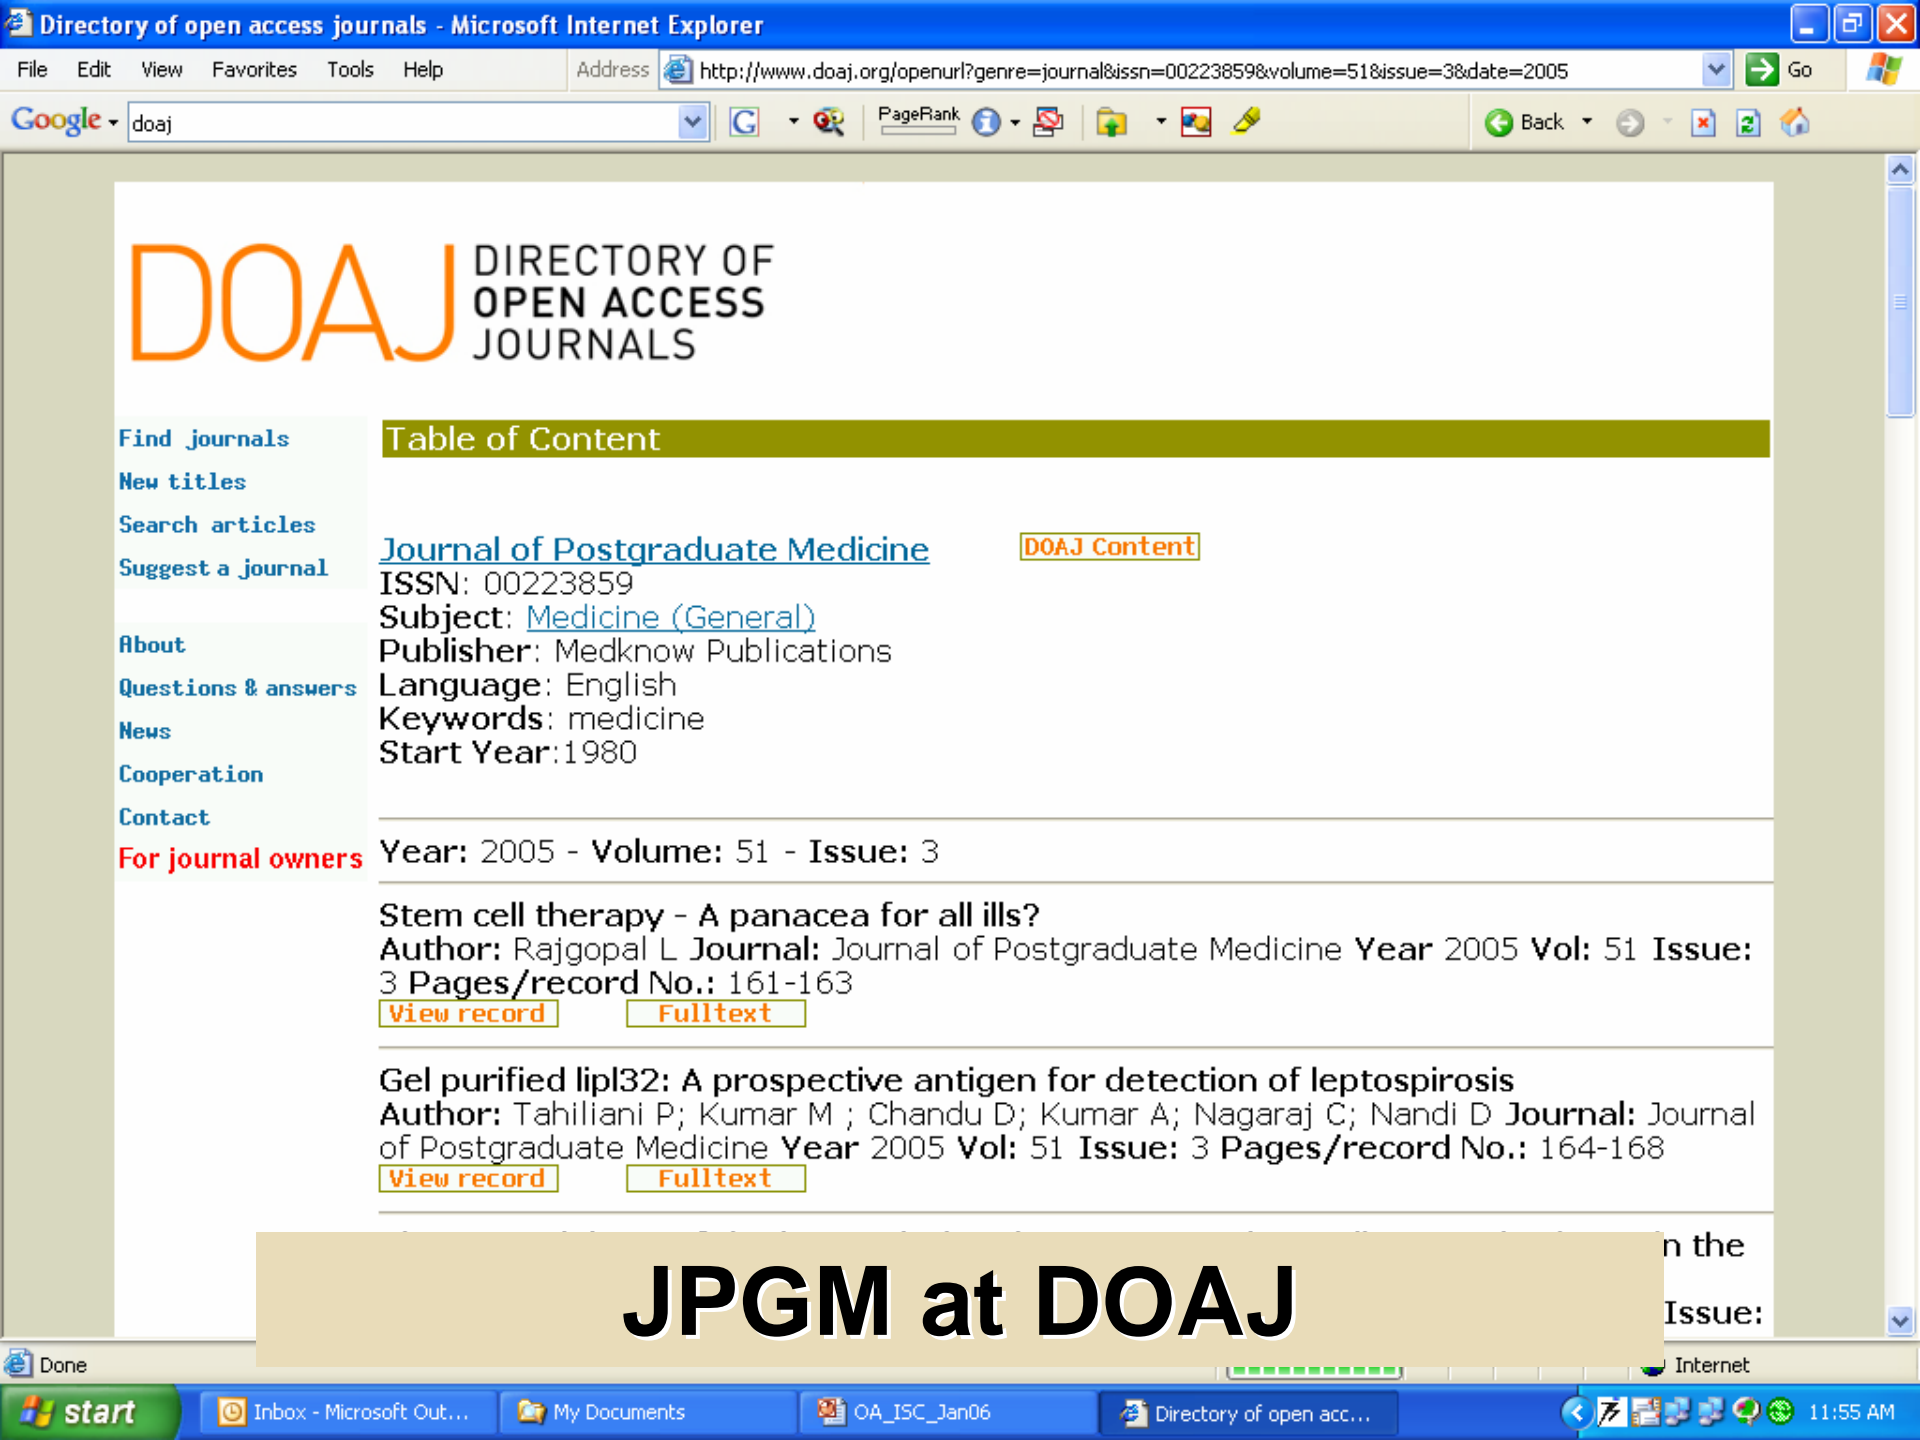 Directory of open access journals - Microsoft Internet Explorer
File Edit View Favorites Tools Help Address http://www.doaj.org/openurl?genre=journal&issn=00223859&volume=51&issue=3&date=2005 Go
Google doaj PageRank Back
DOAJ DIRECTORY OF
OPEN ACCESS
JOURNALS
Find journals
New titles
Search articles
Suggest a journal
About
Questions & answers
News
Cooperation
Contact
For journal owners
Table of Content
Journal of Postgraduate Medicine DOAJ Content
ISSN: 00223859
Subject: Medicine (General)
Publisher: Medknow Publications
Language: English
Keywords: medicine
Start Year:1980
Year: 2005 - Volume: 51 - Issue: 3
Stem cell therapy - A panacea for all ills?
Author: Rajgopal L Journal: Journal of Postgraduate Medicine Year 2005 Vol: 51 Issue:
3 Pages/record No.: 161-163
View record Fulltext
Gel purified lipl32: A prospective antigen for detection of leptospirosis
Author: Tahiliani P; Kumar M ; Chandu D; Kumar A; Nagaraj C; Nandi D Journal: Journal
of Postgraduate Medicine Year 2005 Vol: 51 Issue: 3 Pages/record No.: 164-168
View record Fulltext
the
Issue:
JPGM at DOAJ
Done Internet
start Inbox - Microsoft Out... My Documents OA_ISC_Jan06 Directory of open acc... 11:55 AM